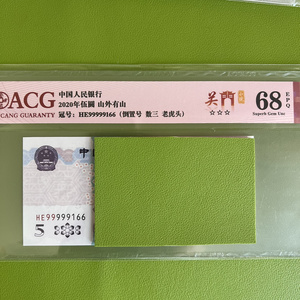 ACG
CANG GUARANTY
中国人民银行
2020年伍圆 山外有山
冠号：HE99999166（倒置号 数三 老虎头）
☆☆☆
68
EPQ
Superb Gem Unc
中
HE99999166
5